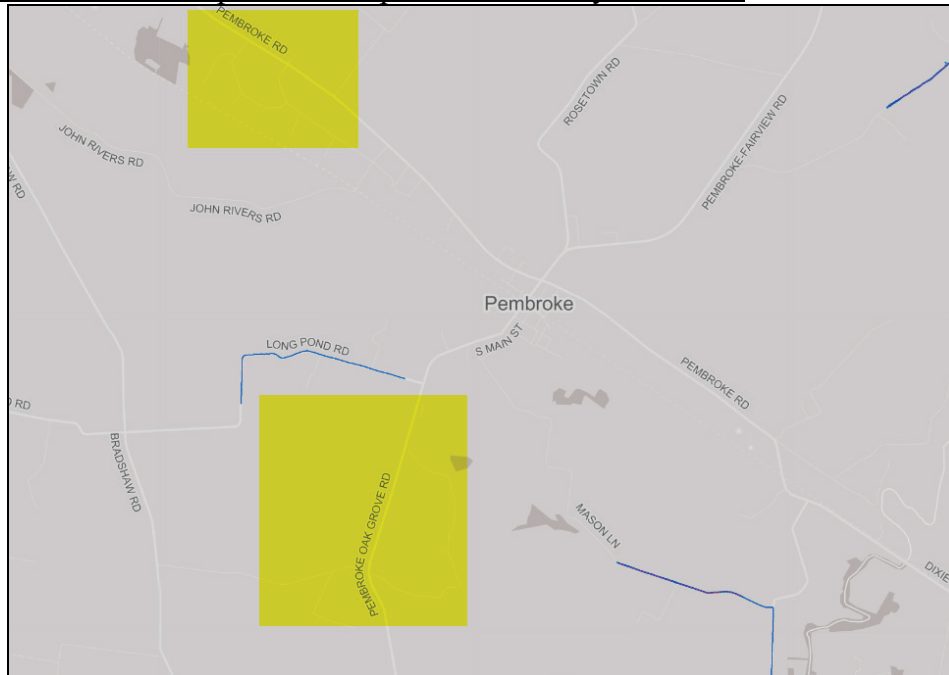 PEMBROKE RD
ROSETOWN RD
PEMBROKE-FAIRVIEW RD
JOHN RIVERS RD
W RD
JOHN RIVERS RD
Pembroke
S MAIN ST
LONG POND RD
PEMBROKE RD
D RD
BRADSHAW RD
PEMBROKE OAK GROVE RD
MASON LN
DIXIE